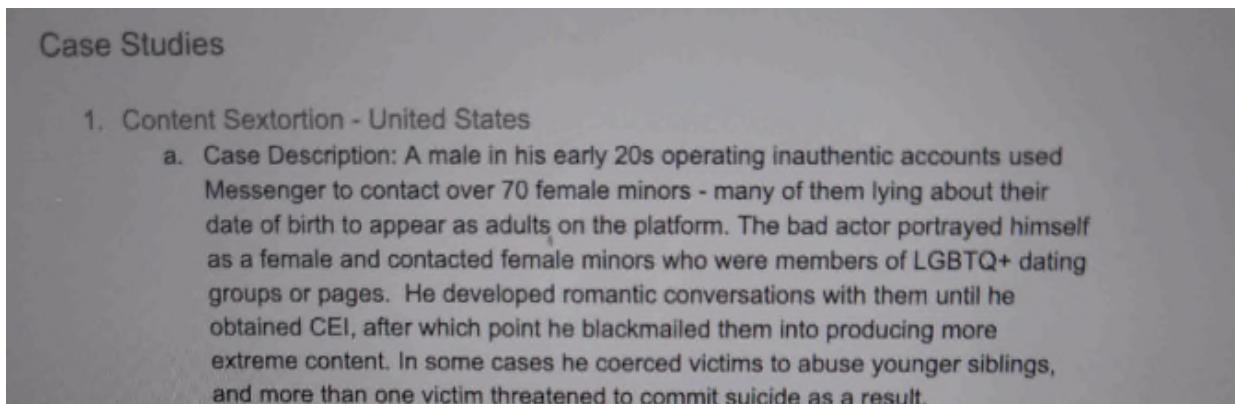 Case Studies
1. Content Sextortion - United States
a. Case Description: A male in his early 20s operating inauthentic accounts used
Messenger to contact over 70 female minors - many of them lying about their
date of birth to appear as adults on the platform. The bad actor portrayed himself
as a female and contacted female minors who were members of LGBTQ+ dating
groups or pages. He developed romantic conversations with them until he
obtained CEI, after which point he blackmailed them into producing more
extreme content. In some cases he coerced victims to abuse younger siblings,
and more than one victim threatened to commit suicide as a result.